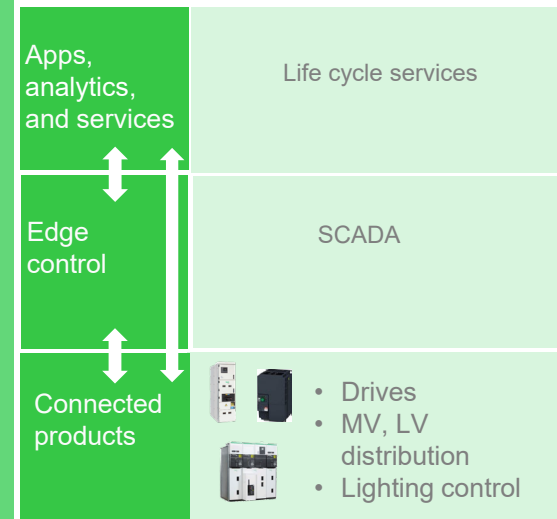 Apps,
analytics,
and services
Life cycle services
Edge
control
SCADA
Connected
products
• Drives
• MV, LV
distribution
• Lighting control